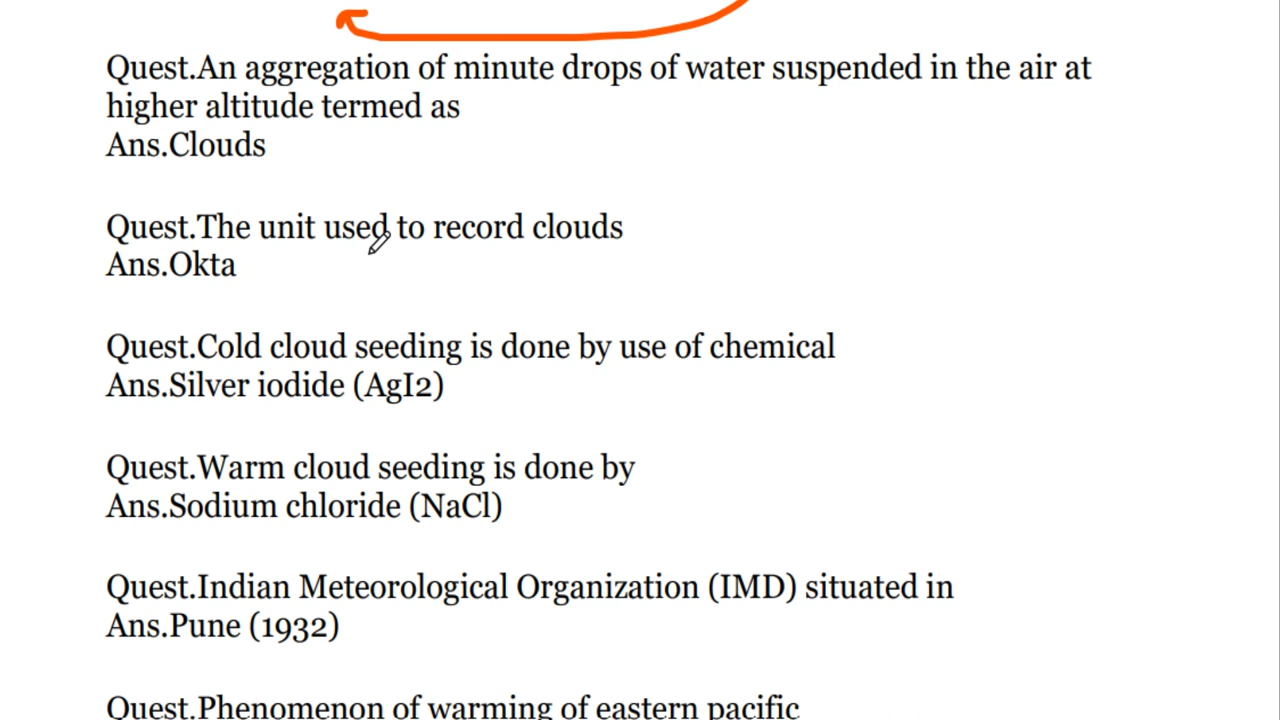 Quest.An aggregation of minute drops of water suspended in the air at
higher altitude termed as
Ans.Clouds
Quest.The unit used to record clouds
Ans.Okta
Quest.Cold cloud seeding is done by use of chemical
Ans.Silver iodide (AgI2)
Quest.Warm cloud seeding is done by
Ans.Sodium chloride (NaCl)
Quest.Indian Meteorological Organization (IMD) situated in
Ans.Pune (1932)
Quest.Phenomenon of warming of eastern pacific